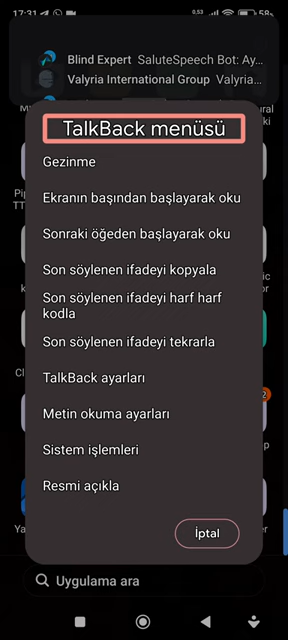 17:31
58
Blind Expert SaluteSpeech Bot: Ay...
Valyria International Group Valyria...
TalkBack menüsü
Gezinme
Ekranın başından başlayarak oku
Sonraki öğeden başlayarak oku
Son söylenen ifadeyi kopyala
Son söylenen ifadeyi harf harf
kodla
Son söylenen ifadeyi tekrarla
TalkBack ayarları
Metin okuma ayarları
Sistem işlemleri
Resmi açıkla
İptal
Uygulama ara